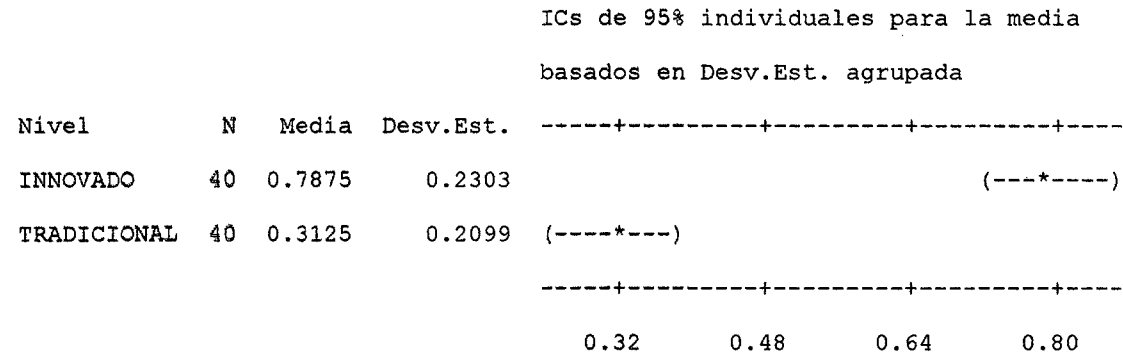 ICs de 95% individuales para la media
basados en Desv.Est. agrupada
Nivel N Media Desv.Est. -----+---------+---------+---------+----
INNOVADO 40 0.7875 0.2303 (---*----)
TRADICIONAL 40 0.3125 0.2099 (----*---)
-----+---------+---------+---------+----
0.32 0.48 0.64 0.80